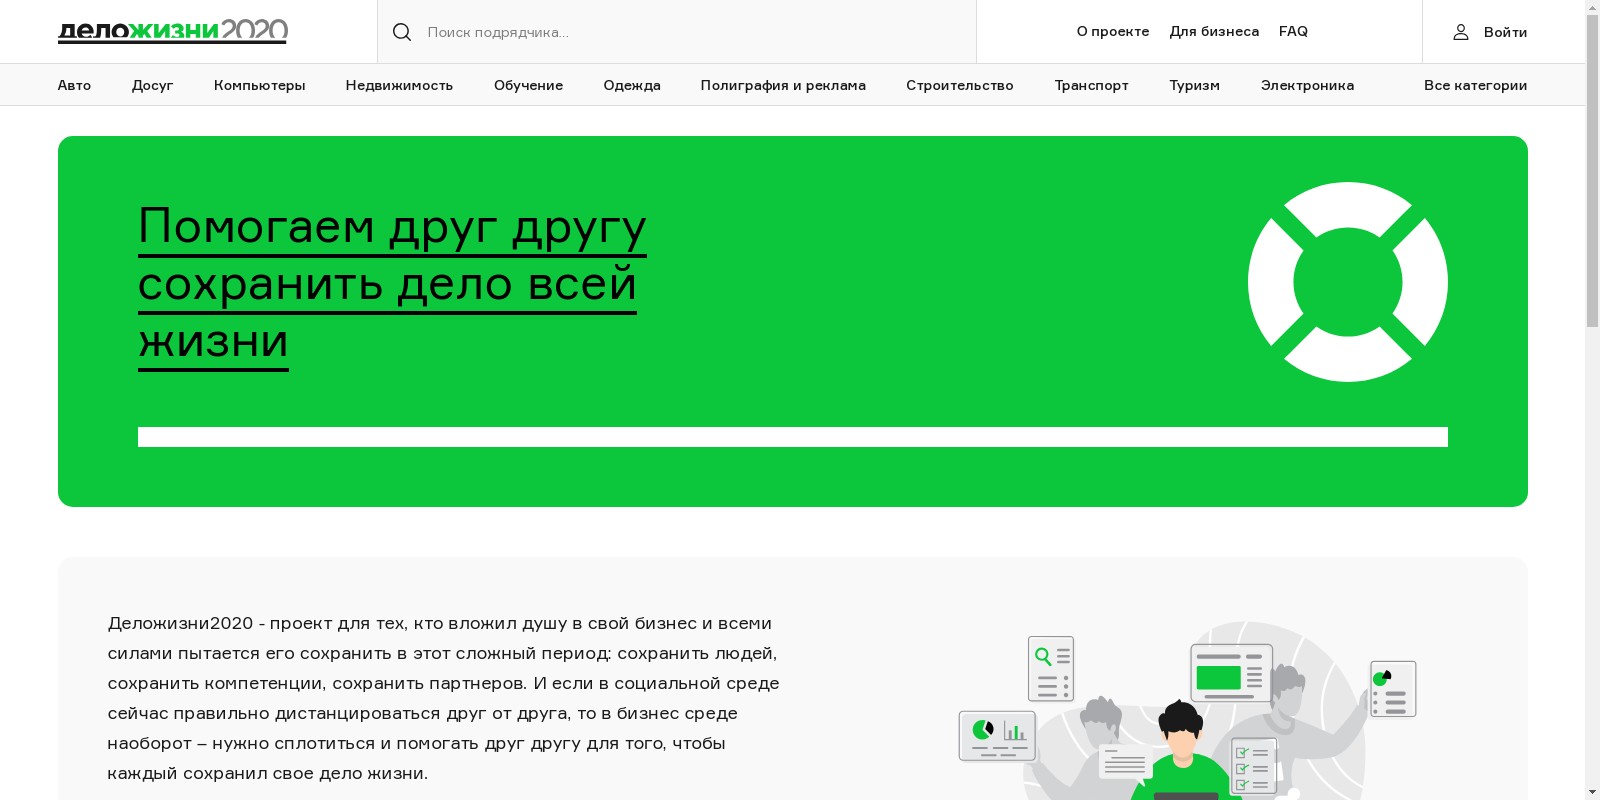 деложизни2020
Поиск подрядчика...
О проекте Для бизнеса FAQ
Войти
Авто Досуг Компьютеры Недвижимость Обучение Одежда Полиграфия и реклама Строительство Транспорт Туризм Электроника Все категории
Помогаем друг другу
сохранить дело всей
жизни
Деложизни2020 - проект для тех, кто вложил душу в свой бизнес и всеми
силами пытается его сохранить в этот сложный период: сохранить людей,
сохранить компетенции, сохранить партнеров. И если в социальной среде
сейчас правильно дистанцироваться друг от друга, то в бизнес среде
наоборот – нужно сплотиться и помогать друг другу для того, чтобы
каждый сохранил свое дело жизни.